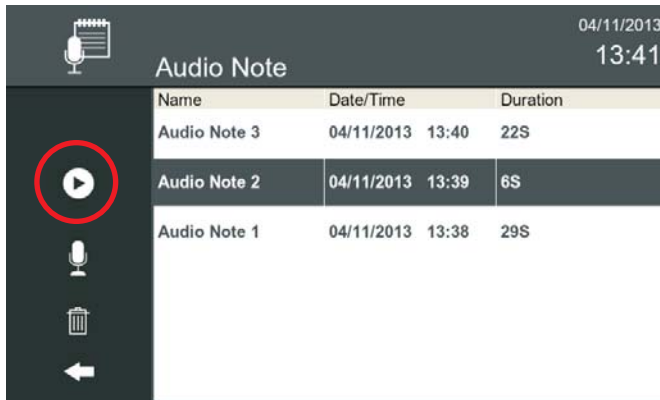 04/11/2013
13:41
Audio Note
Name Date/Time Duration
Audio Note 3 04/11/2013 13:40 22S
Audio Note 2 04/11/2013 13:39 6S
Audio Note 1 04/11/2013 13:38 29S